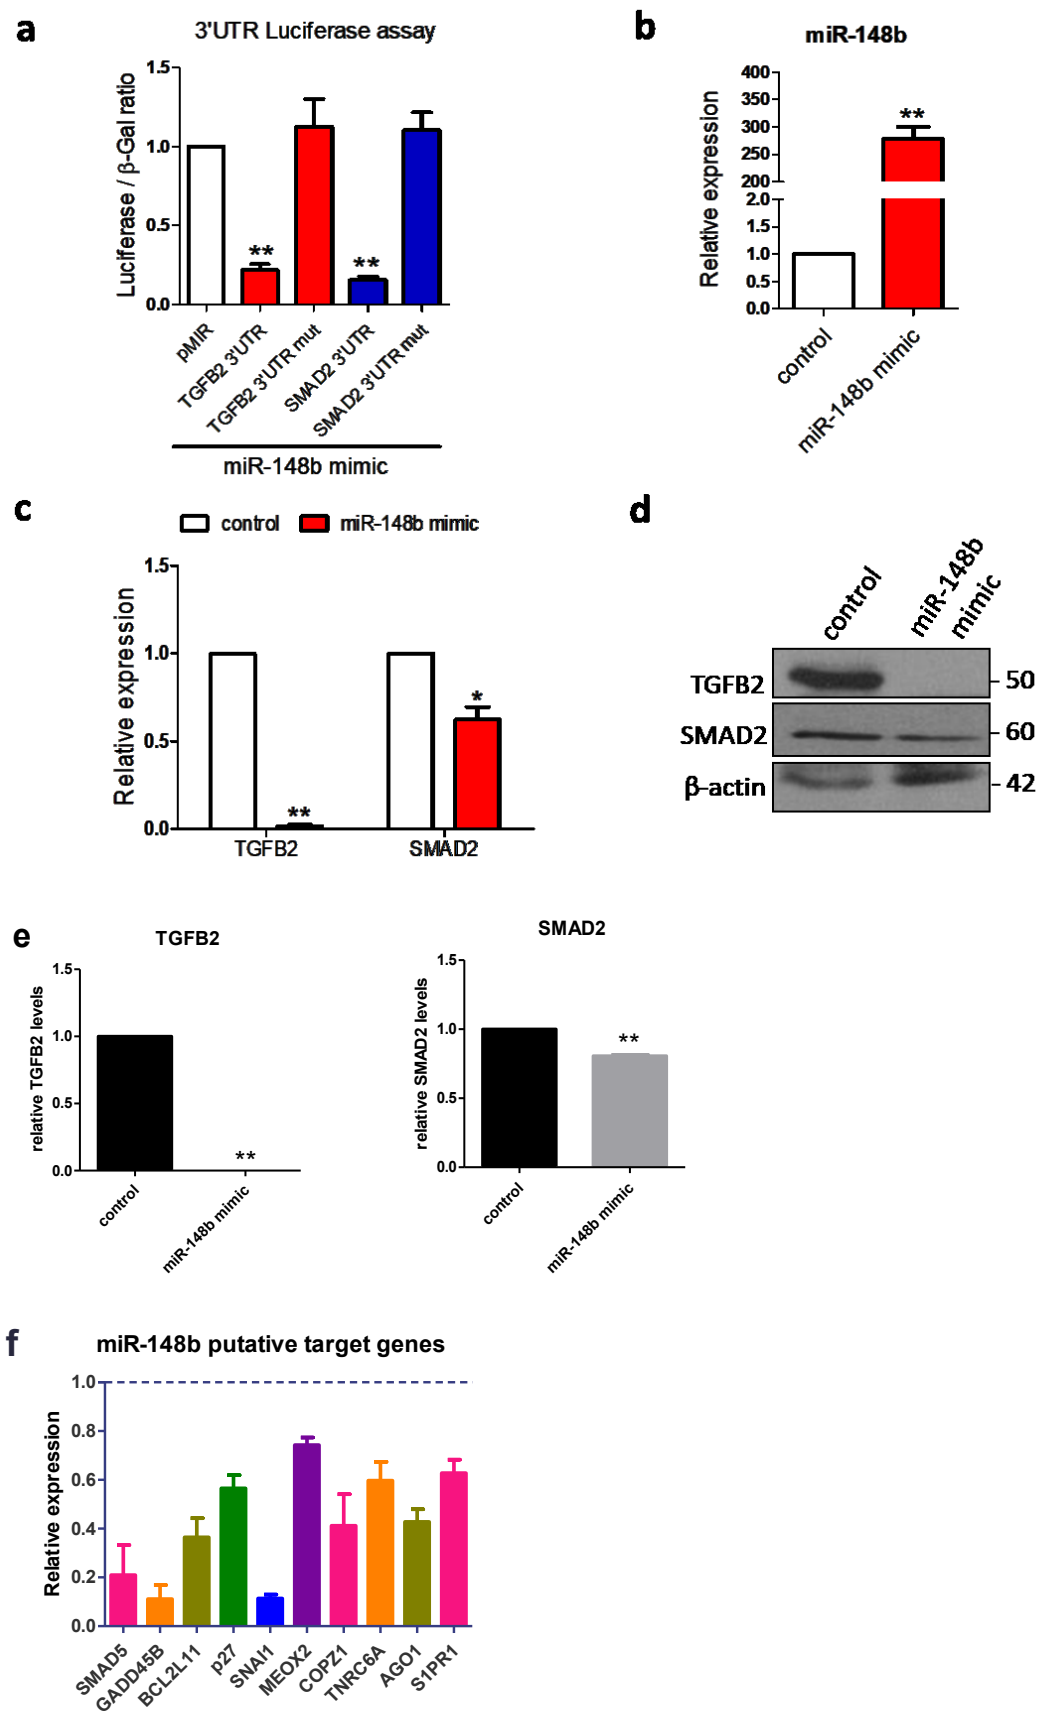 a
3'UTR Luciferase assay
Luciferase / β-Gal ratio
1.5
1.0
0.5
0.0
pMIR
TGFB2 3'UTR
TGFB2 3'UTR mut
SMAD2 3'UTR
SMAD2 3'UTR mut
** **
miR-148b mimic
b
miR-148b
Relative expression
400
350
300
250
200
2.0
1.5
1.0
0.5
0.0
**
control
miR-148b mimic
c
control miR-148b mimic
Relative expression
1.5
1.0
0.5
0.0
** *
TGFB2 SMAD2
d
control
miR-148b
mimic
TGFB2 - 50
SMAD2 - 60
β-actin - 42
e
TGFB2
relative TGFB2 levels
1.5
1.0
0.5
0.0
**
control
miR-148b mimic
SMAD2
relative SMAD2 levels
1.5
1.0
0.5
0.0
**
control
miR-148b mimic
f
miR-148b putative target genes
Relative expression
1.0
0.8
0.6
0.4
0.2
0.0
SMAD5
GADD45B
BCL2L11
p27
SNAI1
MEOX2
COPZ1
TNRC6A
AGO1
S1PR1